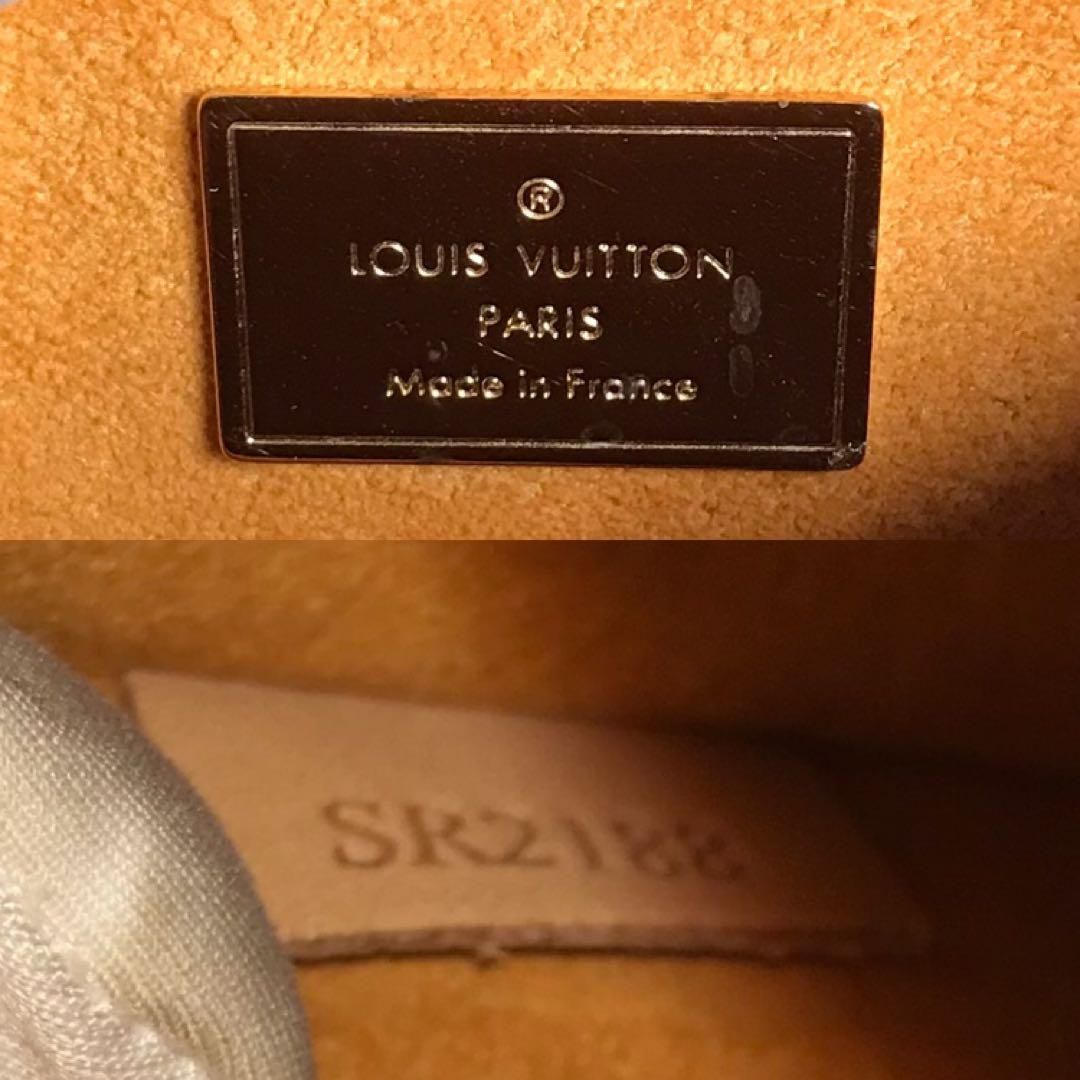 ®
LOUIS VUITTON
PARIS
Made in France
SR2188